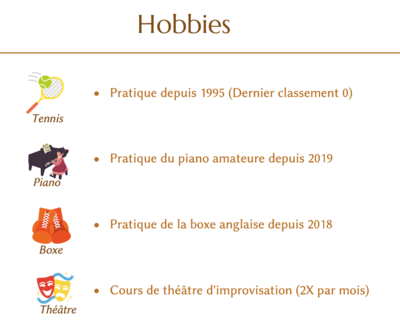 Hobbies
• Pratique depuis 1995 (Dernier classement 0)
Tennis
• Pratique du piano amateure depuis 2019
Piano
• Pratique de la boxe anglaise depuis 2018
Boxe
• Cours de théâtre d'improvisation (2X par mois)
Théâtre